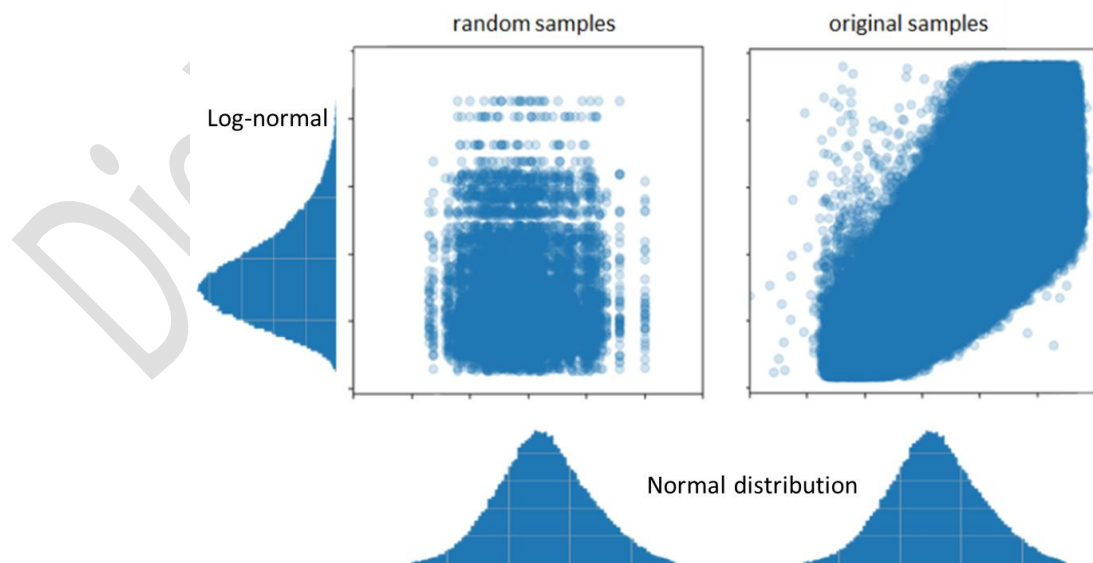 random samples
original samples
Log-normal
Normal distribution